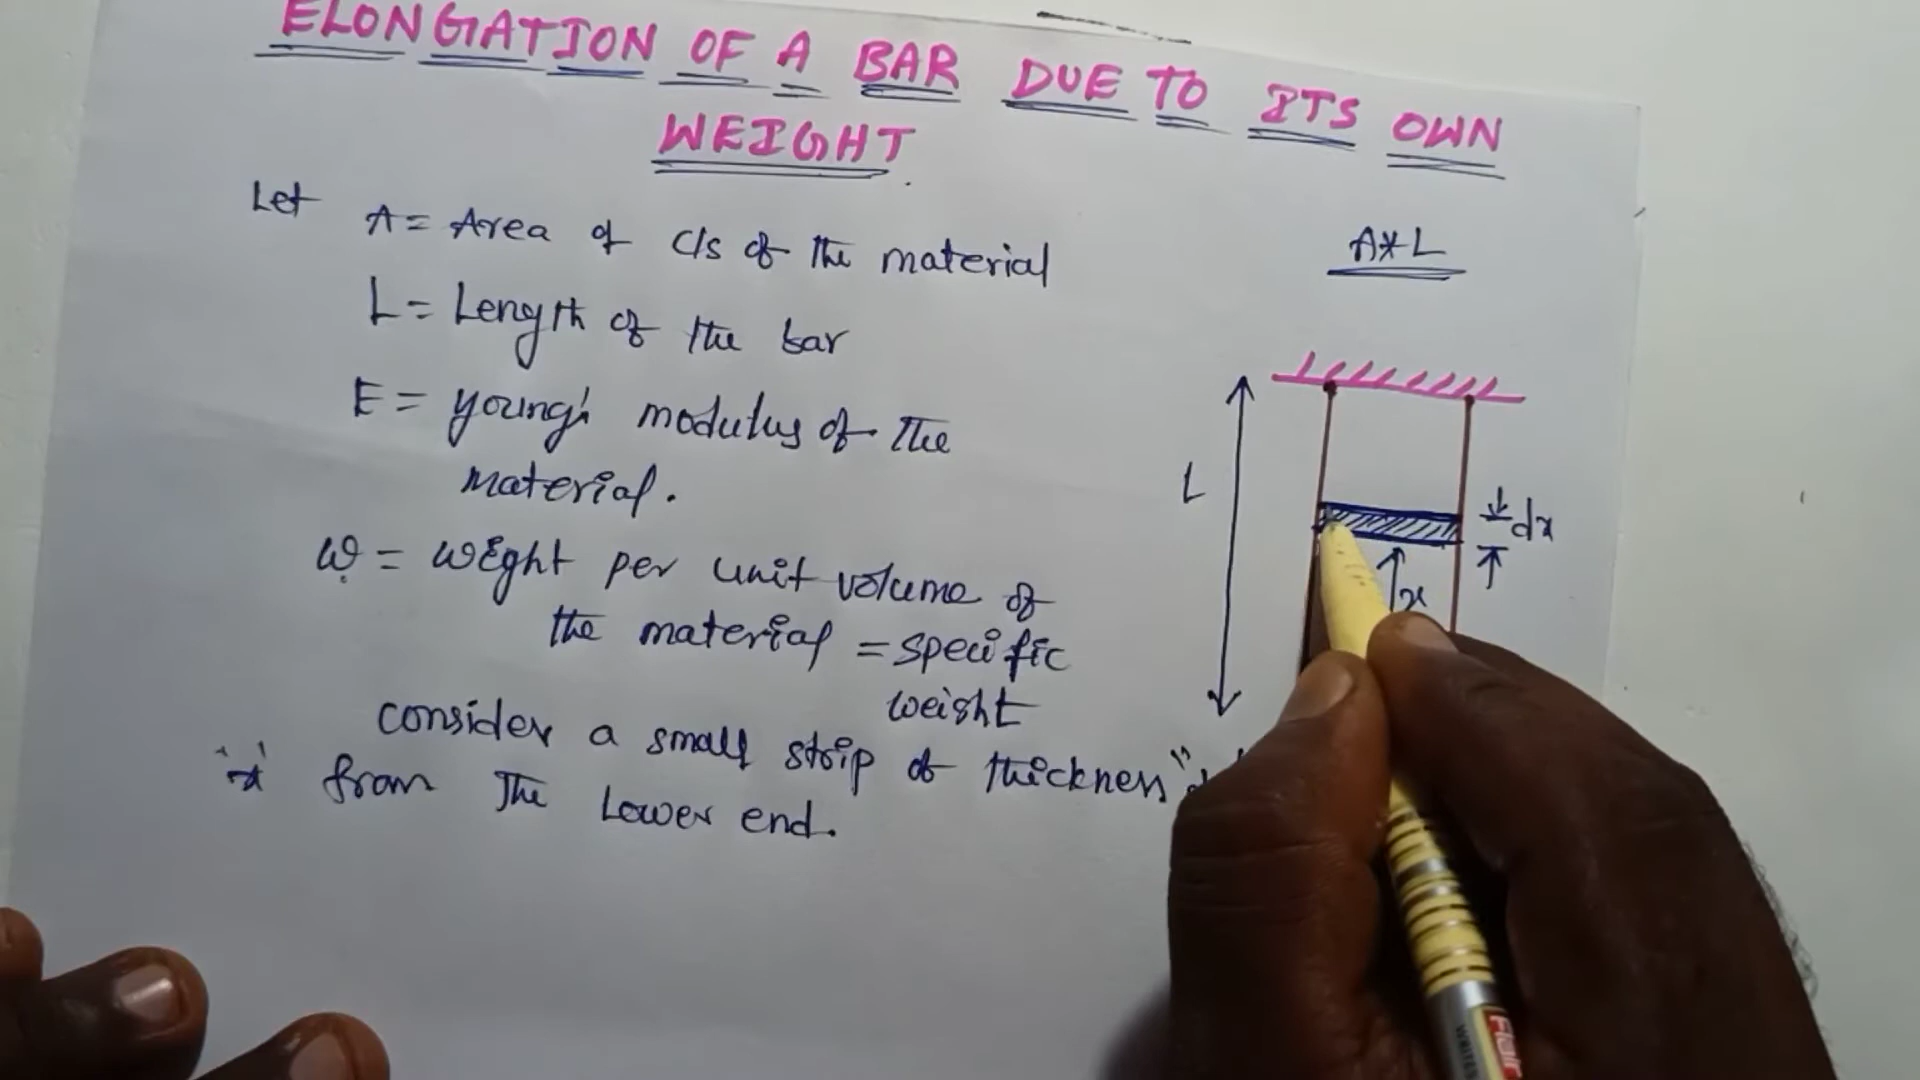 ELONGATION OF A BAR DUE TO ITS OWN
WEIGHT.
Let A = Area of c/s of the material
L = Length of the bar
E = young's modulus of the
material.
W = weight per unit volume of
the material = specific
weight
consider a small strip of thickness "d
'x' from the Lower end.
A*L
L
dx
x
Flair